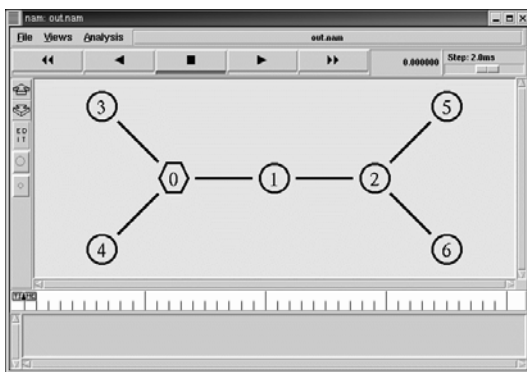 nam: out.nam
File Views Analysis out.nam
0.000000 Step: 2.0ms
3 5
E D
I T
0 1 2
4 6
TIME